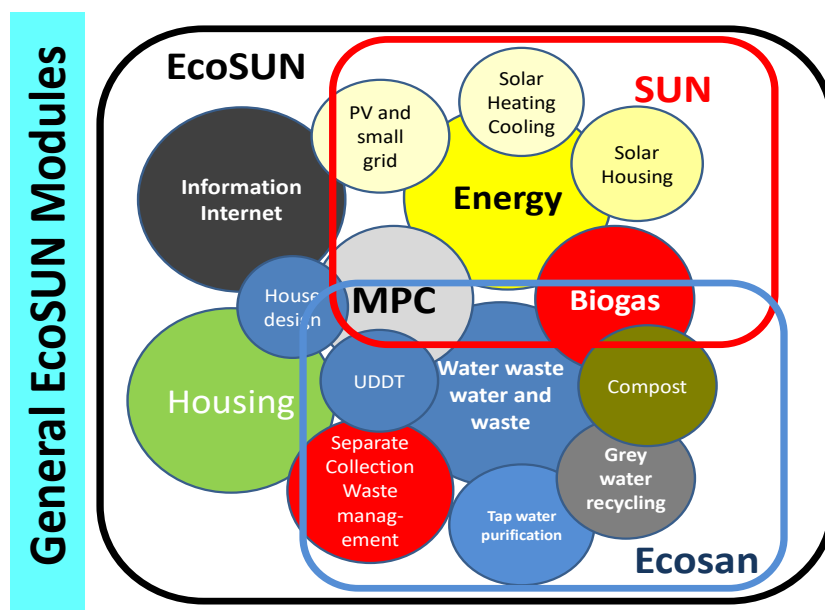 General EcoSUN Modules
EcoSUN
SUN
PV and
small
grid
Solar
Heating
Cooling
Solar
Housing
Information
Internet
Energy
House
design
MPC
Biogas
Housing
UDDT
Water waste
water and
waste
Compost
Separate
Collection
Waste
manag-
ement
Tap water
purification
Grey
water
recycling
Ecosan